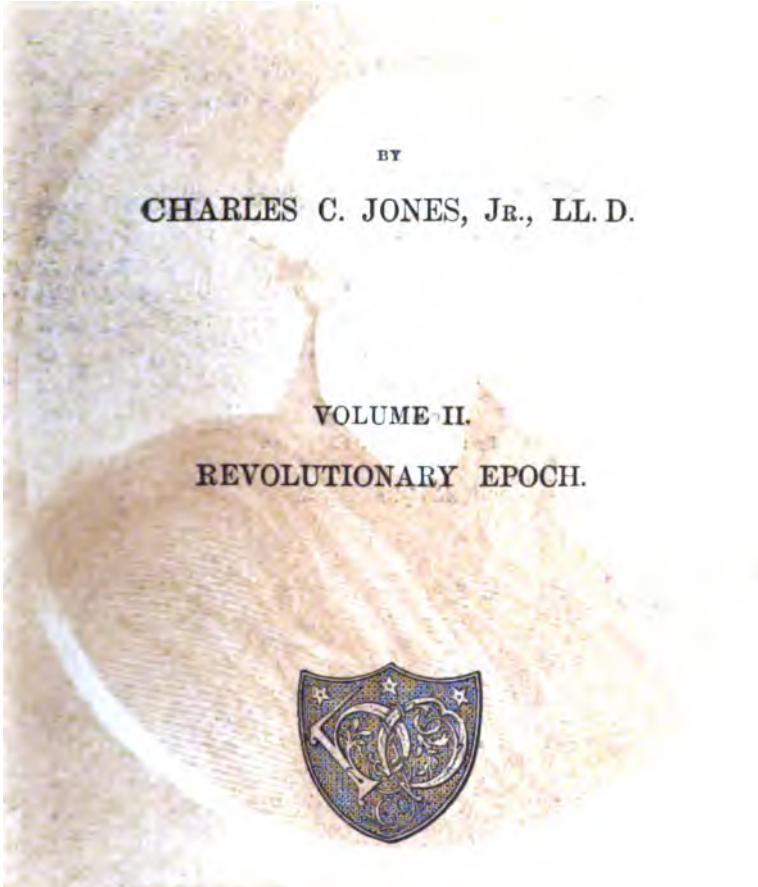 BY
CHARLES C. JONES, JR., LL. D.
VOLUME II.
REVOLUTIONARY EPOCH.